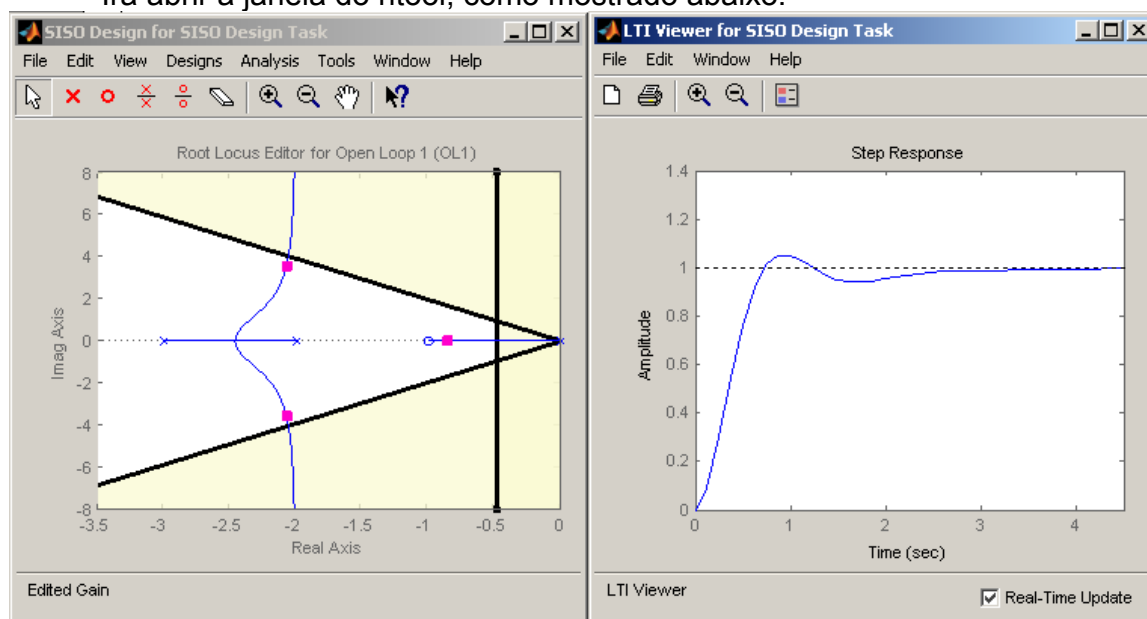 irá abrir a janela do rltool, como mostrado abaixo.
SISO Design for SISO Design Task
File Edit View Designs Analysis Tools Window Help
Root Locus Editor for Open Loop 1 (OL1)
8
6
4
2
0
-2
-4
-6
-8
Imag Axis
-3.5 -3 -2.5 -2 -1.5 -1 -0.5 0
Real Axis
Edited Gain
LTI Viewer for SISO Design Task
File Edit Window Help
Step Response
1.4
1.2
1
0.8
0.6
0.4
0.2
0
Amplitude
0 1 2 3 4
Time (sec)
LTI Viewer
Real-Time Update